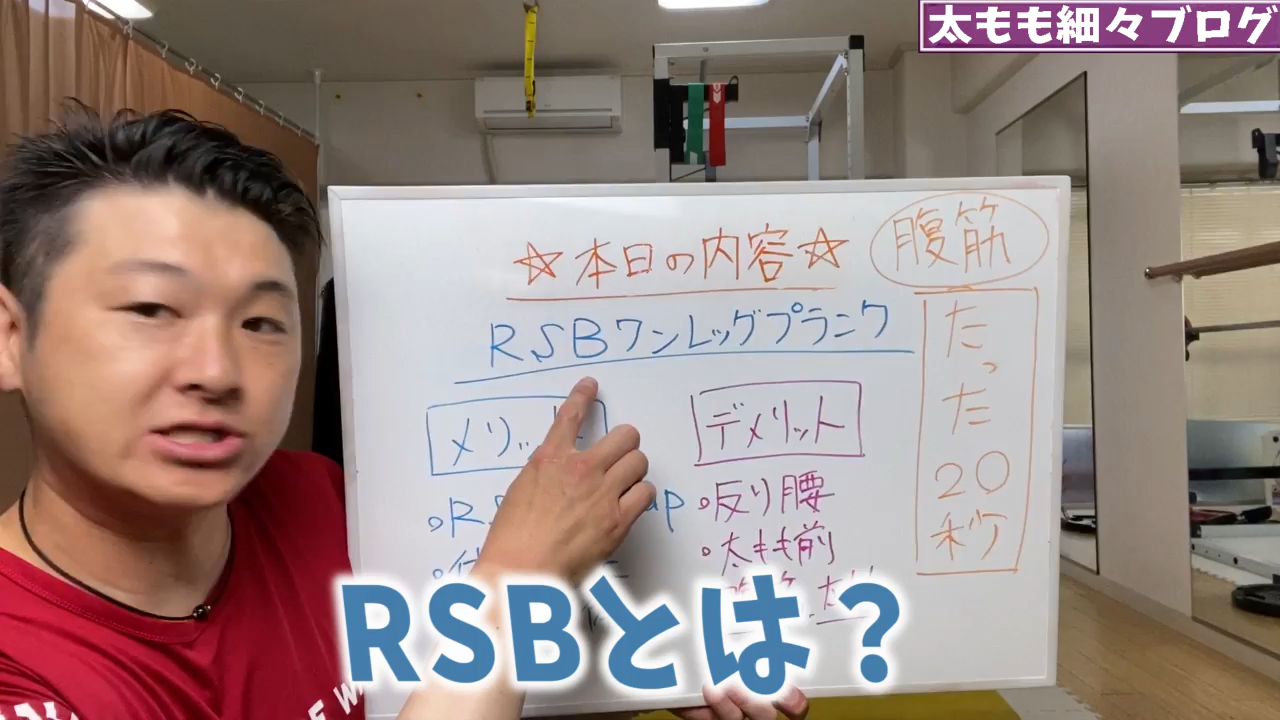 太もも細々ブログ
腹筋
☆本日の内容☆
RSBワンレッグプランク
たった20秒
メリット
デメリット
反り腰
太もも前
RSBとは？